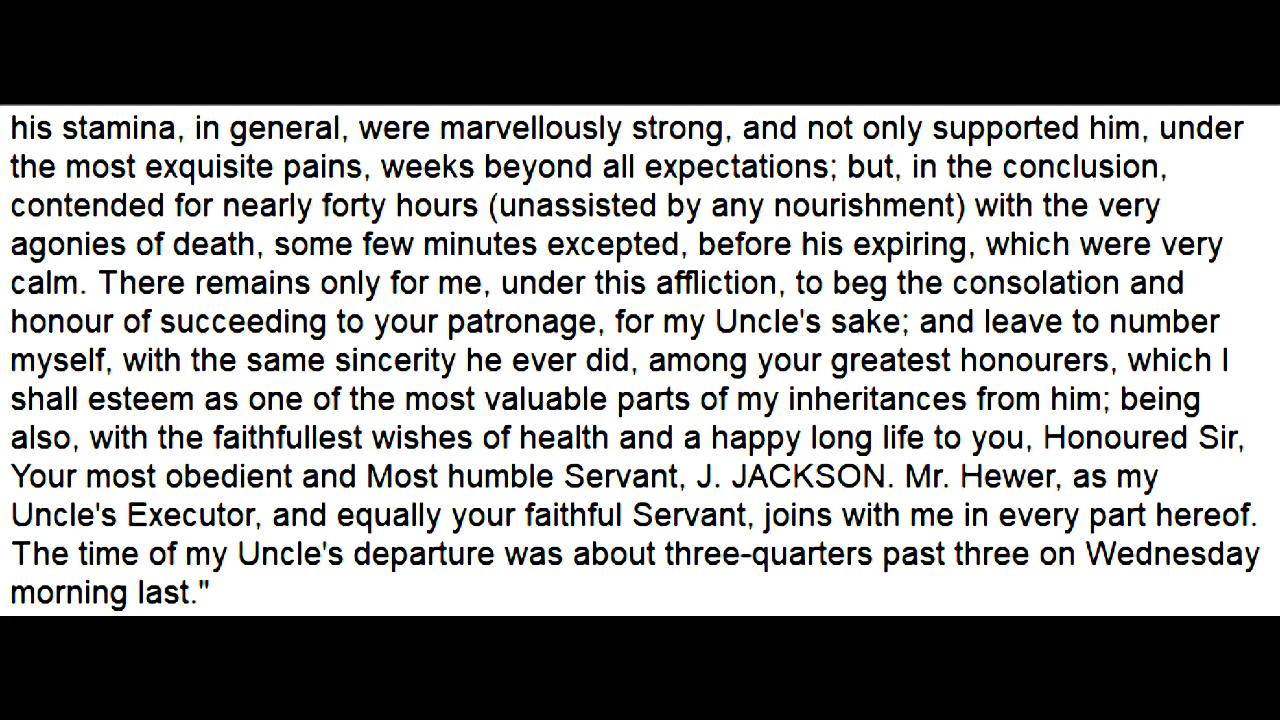 his stamina, in general, were marvellously strong, and not only supported him, under
the most exquisite pains, weeks beyond all expectations; but, in the conclusion,
contended for nearly forty hours (unassisted by any nourishment) with the very
agonies of death, some few minutes excepted, before his expiring, which were very
calm. There remains only for me, under this affliction, to beg the consolation and
honour of succeeding to your patronage, for my Uncle's sake; and leave to number
myself, with the same sincerity he ever did, among your greatest honourers, which I
shall esteem as one of the most valuable parts of my inheritances from him; being
also, with the faithfullest wishes of health and a happy long life to you, Honoured Sir,
Your most obedient and Most humble Servant, J. JACKSON. Mr. Hewer, as my
Uncle's Executor, and equally your faithful Servant, joins with me in every part hereof.
The time of my Uncle's departure was about three-quarters past three on Wednesday
morning last."